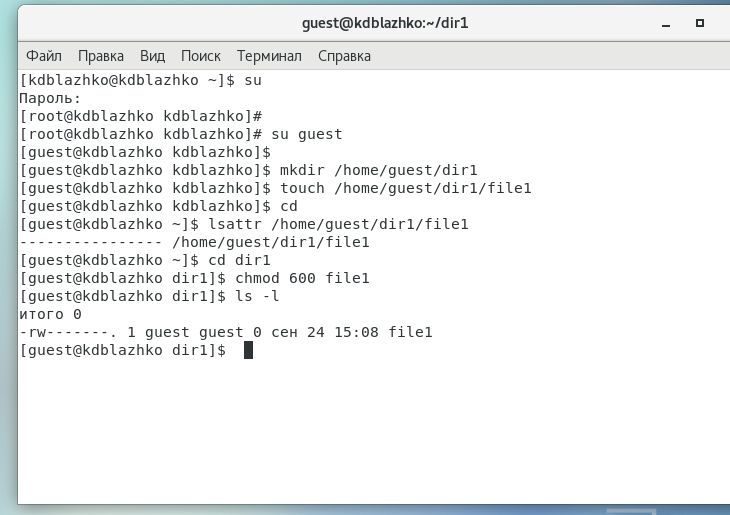 guest@kdblazhko:~/dir1
Файл Правка Вид Поиск Терминал Справка
[kdblazhko@kdblazhko ~]$ su
Пароль:
[root@kdblazhko kdblazhko]#
[root@kdblazhko kdblazhko]# su guest
[guest@kdblazhko kdblazhko]$
[guest@kdblazhko kdblazhko]$ mkdir /home/guest/dir1
[guest@kdblazhko kdblazhko]$ touch /home/guest/dir1/file1
[guest@kdblazhko kdblazhko]$ cd
[guest@kdblazhko ~]$ lsattr /home/guest/dir1/file1
---------------- /home/guest/dir1/file1
[guest@kdblazhko ~]$ cd dir1
[guest@kdblazhko dir1]$ chmod 600 file1
[guest@kdblazhko dir1]$ ls -l
итого 0
-rw-------. 1 guest guest 0 сен 24 15:08 file1
[guest@kdblazhko dir1]$